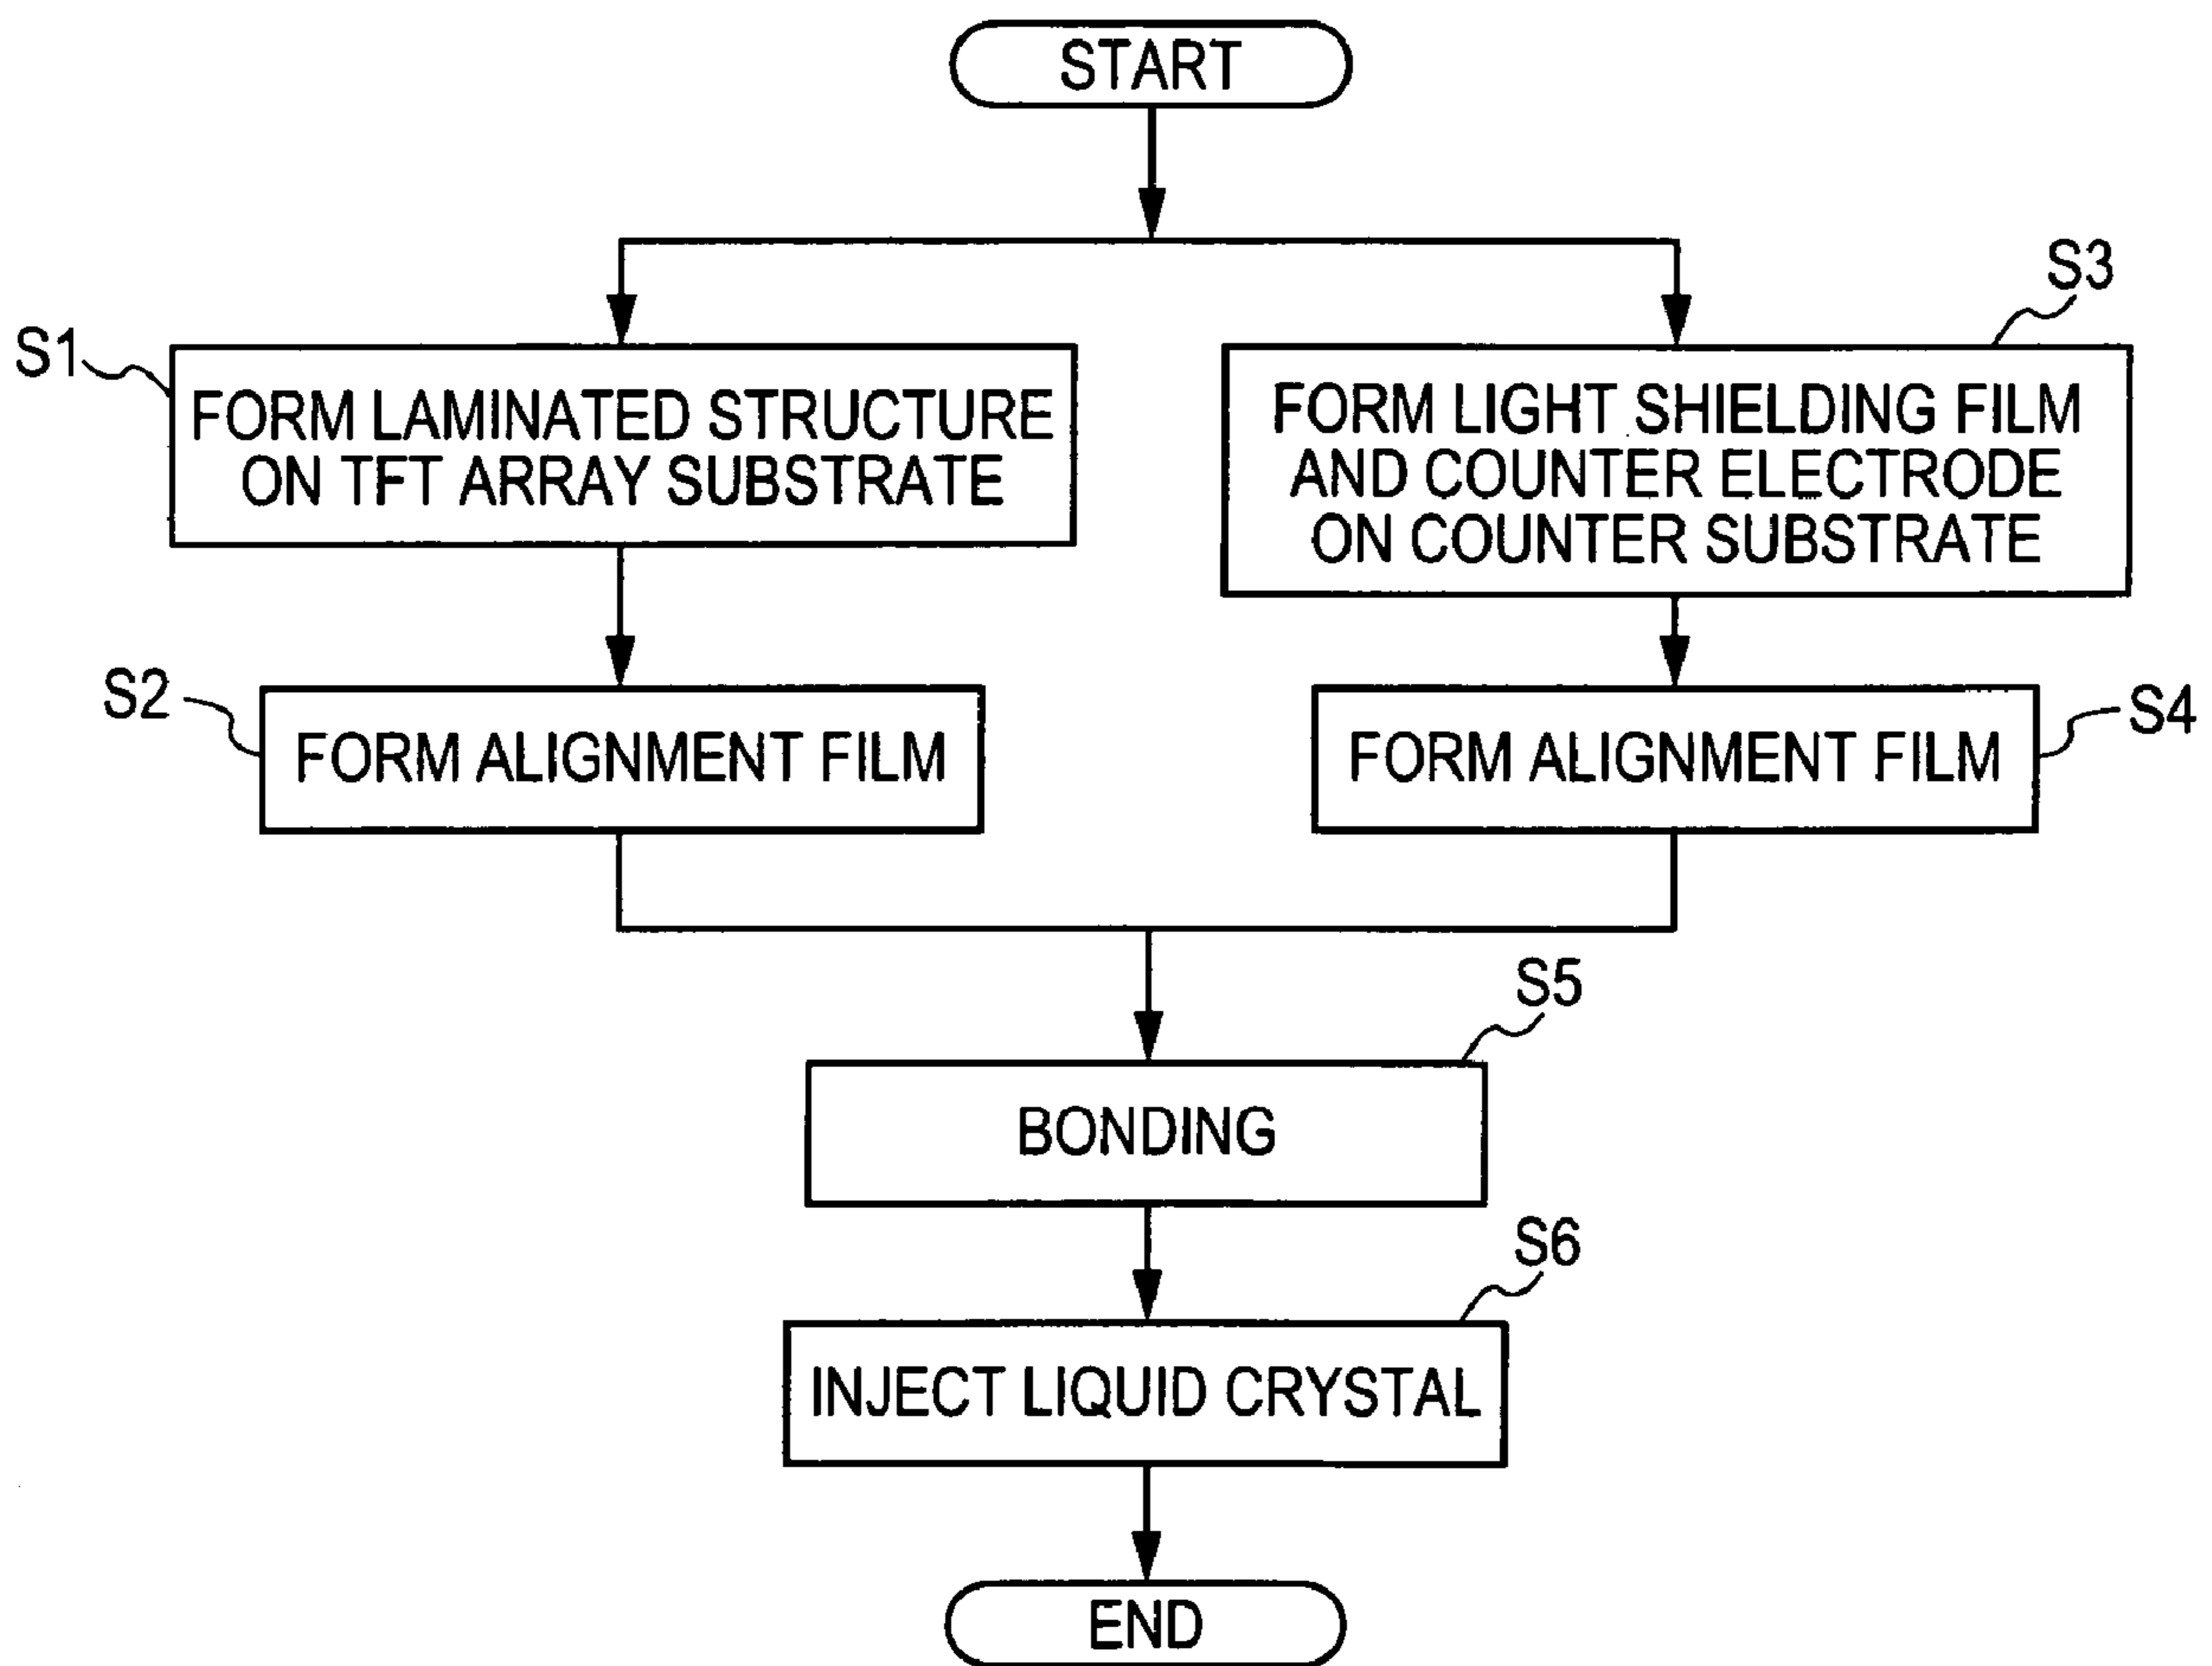 START
S1
FORM LAMINATED STRUCTURE
ON TFT ARRAY SUBSTRATE
S3
FORM LIGHT SHIELDING FILM
AND COUNTER ELECTRODE
ON COUNTER SUBSTRATE
S2
FORM ALIGNMENT FILM
S4
FORM ALIGNMENT FILM
S5
BONDING
S6
INJECT LIQUID CRYSTAL
END